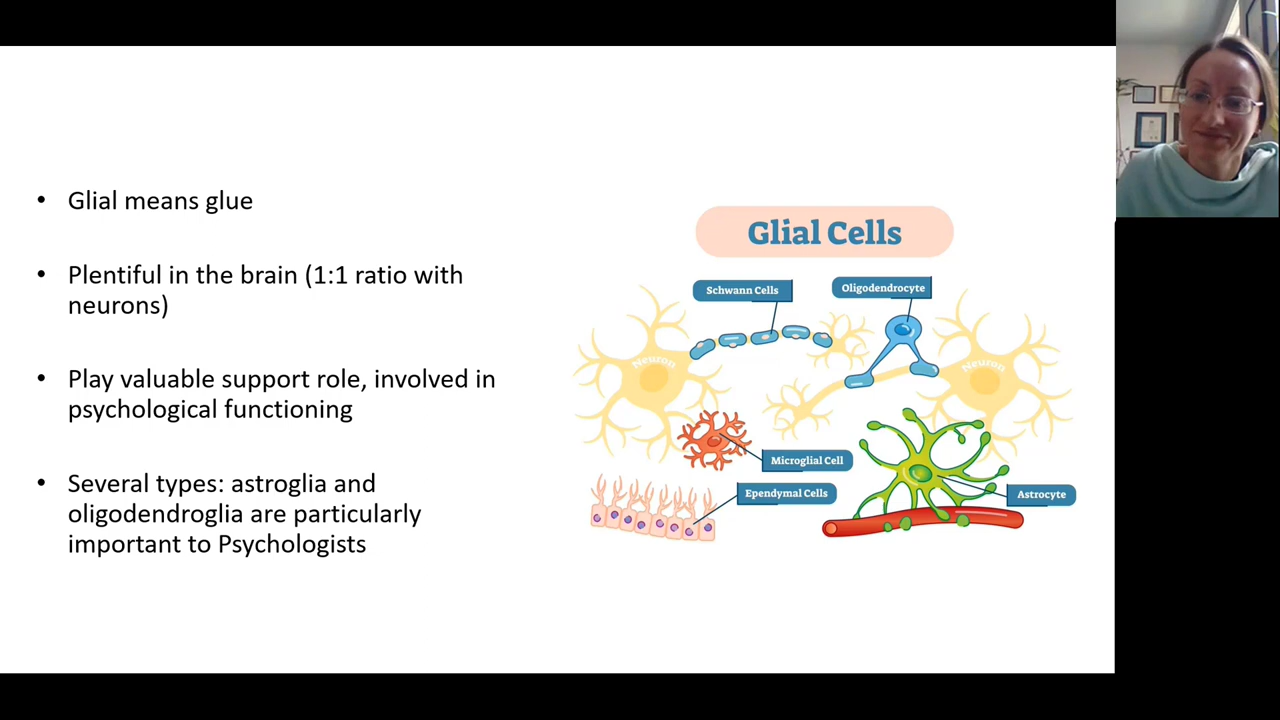 • Glial means glue
• Plentiful in the brain (1:1 ratio with
neurons)
• Play valuable support role, involved in
psychological functioning
• Several types: astroglia and
oligodendroglia are particularly
important to Psychologists
Glial Cells
Schwann Cells
Oligodendrocyte
Neuron
Neuron
Microglial Cell
Ependymal Cells
Astrocyte